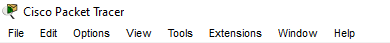 Cisco Packet Tracer
File Edit Options View Tools Extensions Window Help